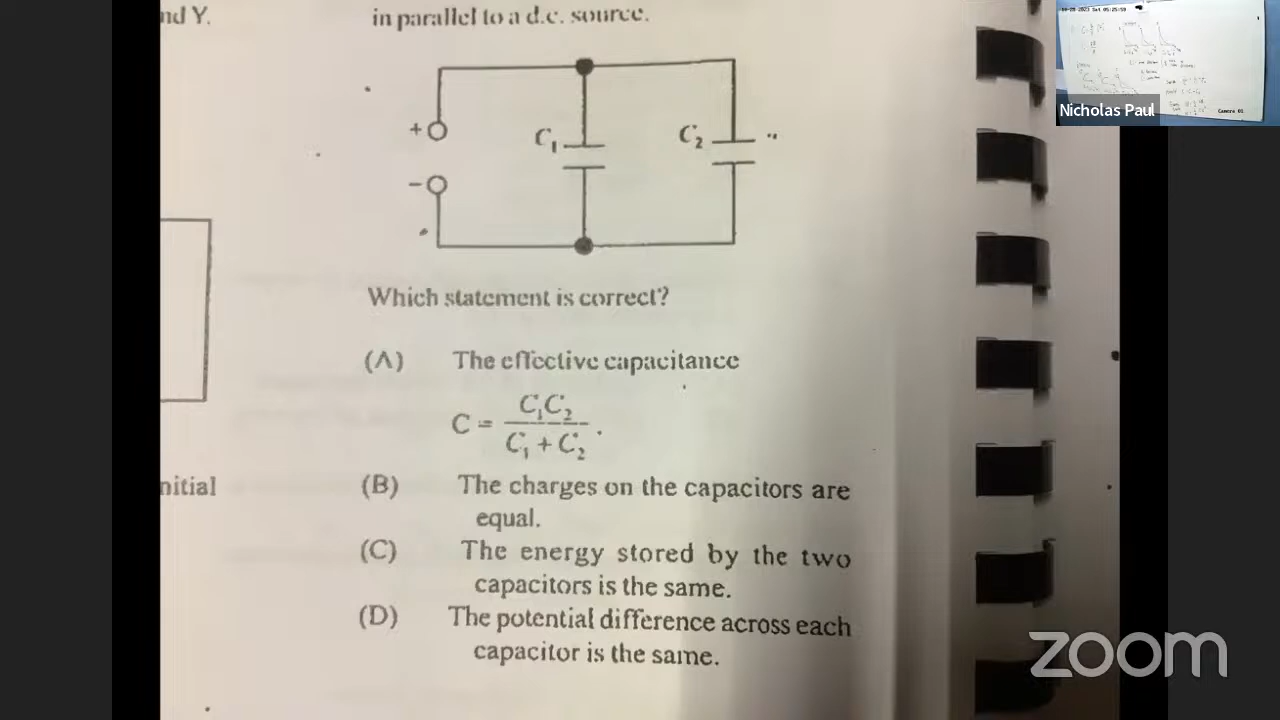 nd Y.
in parallel to a d.c. source.
+
C₁
C₂
−
Which statement is correct?
(A) The effective capacitance
C = C₁C₂ / C₁ + C₂ .
nitial
(B) The charges on the capacitors are
equal.
(C) The energy stored by the two
capacitors is the same.
(D) The potential difference across each
capacitor is the same.
Nicholas Paul
Camera 01
zoom